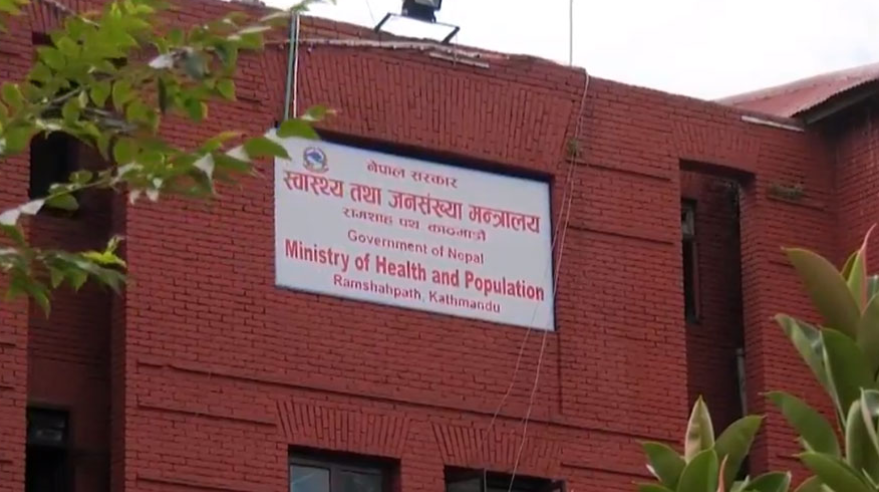 नेपाल सरकार
स्वास्थ्य तथा जनसंख्या मन्त्रालय
रामशाह पथ काठमाडौं
Government of Nepal
Ministry of Health and Population
Ramshahpath, Kathmandu